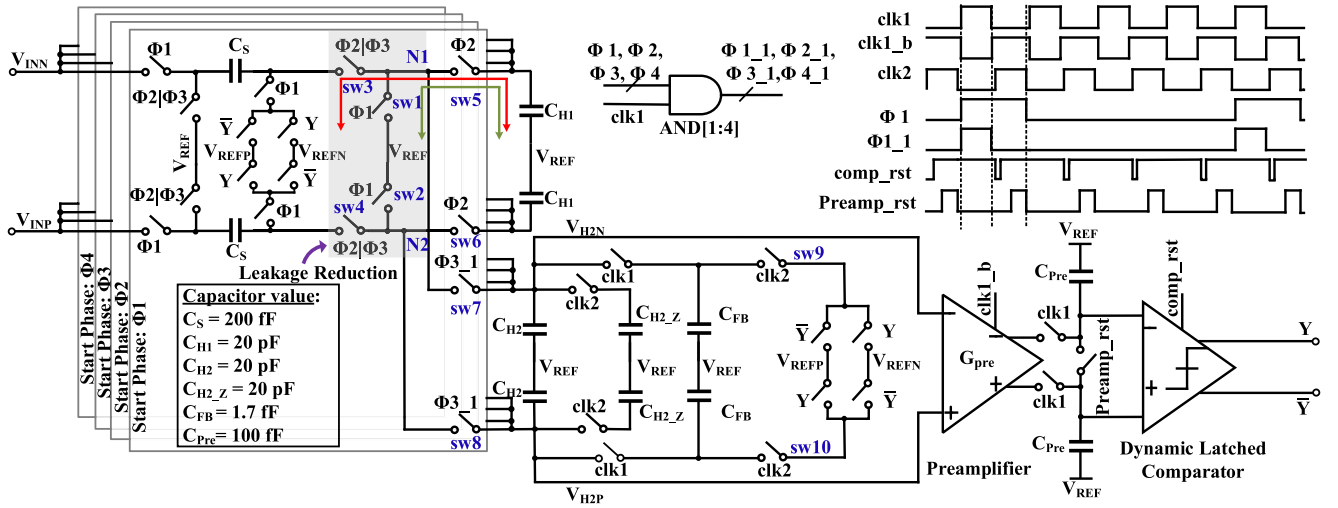 V_INN
Φ1
C_S
Φ2|Φ3
N1
Φ2
sw3
sw5
Φ2|Φ3
Φ1
Φ1
sw1
C_H1
V_REF
Y̅
Y
V_REFP
V_REFN
Y
Y̅
V_REF
V_REF
Φ2|Φ3
Φ1
Φ1
sw2
C_H1
V_INP
Φ1
C_S
sw4
Φ2|Φ3
N2
Φ2
sw6
Leakage Reduction
Φ3_1
sw7
Φ3_1
sw8
Start Phase: Φ4
Start Phase: Φ3
Start Phase: Φ2
Start Phase: Φ1
Capacitor value:
C_S = 200 fF
C_H1 = 20 pF
C_H2 = 20 pF
C_H2_Z = 20 pF
C_FB = 1.7 fF
C_Pre= 100 fF
Φ 1, Φ 2,
Φ 3, Φ 4
clk1
AND[1:4]
Φ 1_1, Φ 2_1,
Φ 3_1,Φ 4_1
clk1
clk1_b
clk2
Φ 1
Φ1_1
comp_rst
Preamp_rst
V_H2N
clk1
clk2
clk2
sw9
C_H2
C_H2_Z
C_FB
V_REF
V_REF
V_REF
C_H2
C_H2_Z
C_FB
Y̅
Y
V_REFP
V_REFN
Y
Y̅
clk2
clk1
clk2
sw10
V_H2P
clk1_b
−
G_pre
+
−
+
Preamplifier
V_REF
C_Pre
clk1
clk1
Preamp_rst
C_Pre
V_REF
comp_rst
−
+
Dynamic Latched
Comparator
Y
Y̅